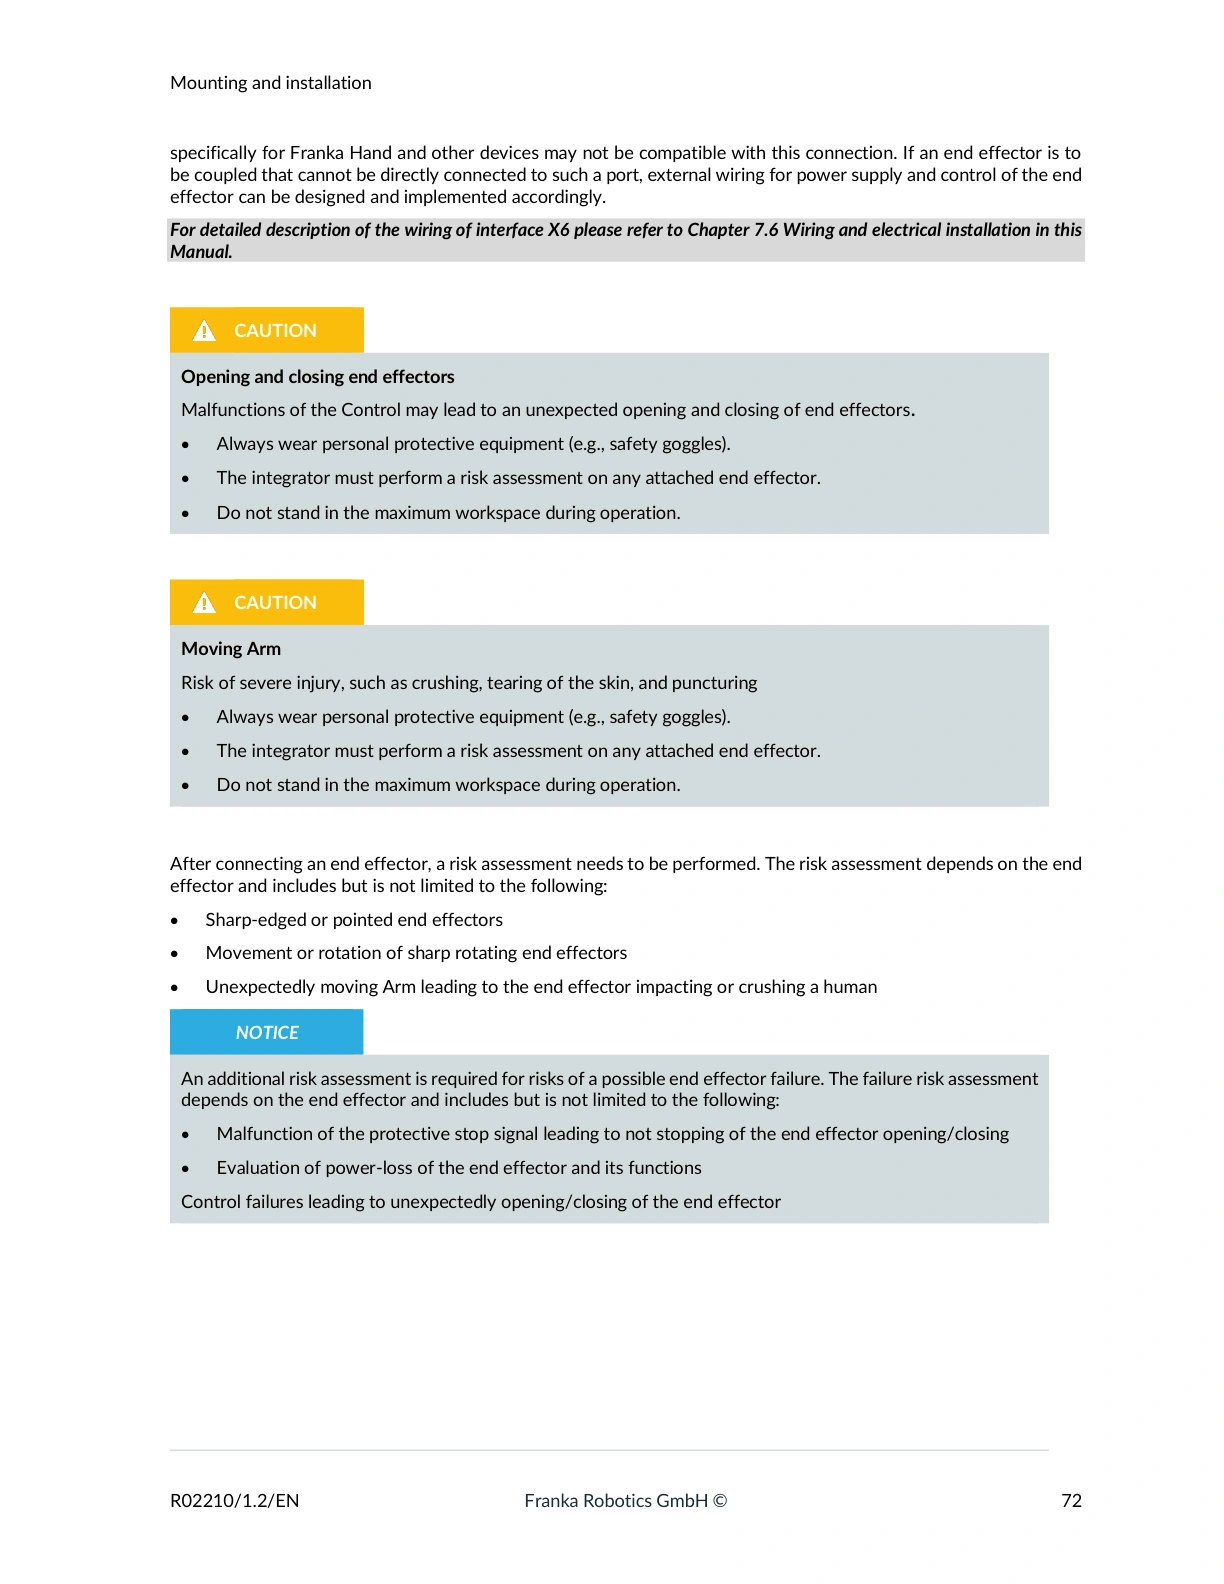 Mounting and installation
specifically for Franka Hand and other devices may not be compatible with this connection. If an end effector is to
be coupled that cannot be directly connected to such a port, external wiring for power supply and control of the end
effector can be designed and implemented accordingly.
For detailed description of the wiring of interface X6 please refer to Chapter 7.6 Wiring and electrical installation in this
Manual.
CAUTION
Opening and closing end effectors
Malfunctions of the Control may lead to an unexpected opening and closing of end effectors.
• Always wear personal protective equipment (e.g., safety goggles).
• The integrator must perform a risk assessment on any attached end effector.
• Do not stand in the maximum workspace during operation.
CAUTION
Moving Arm
Risk of severe injury, such as crushing, tearing of the skin, and puncturing
• Always wear personal protective equipment (e.g., safety goggles).
• The integrator must perform a risk assessment on any attached end effector.
• Do not stand in the maximum workspace during operation.
After connecting an end effector, a risk assessment needs to be performed. The risk assessment depends on the end
effector and includes but is not limited to the following:
• Sharp-edged or pointed end effectors
• Movement or rotation of sharp rotating end effectors
• Unexpectedly moving Arm leading to the end effector impacting or crushing a human
NOTICE
An additional risk assessment is required for risks of a possible end effector failure. The failure risk assessment
depends on the end effector and includes but is not limited to the following:
• Malfunction of the protective stop signal leading to not stopping of the end effector opening/closing
• Evaluation of power-loss of the end effector and its functions
Control failures leading to unexpectedly opening/closing of the end effector
R02210/1.2/EN Franka Robotics GmbH © 72